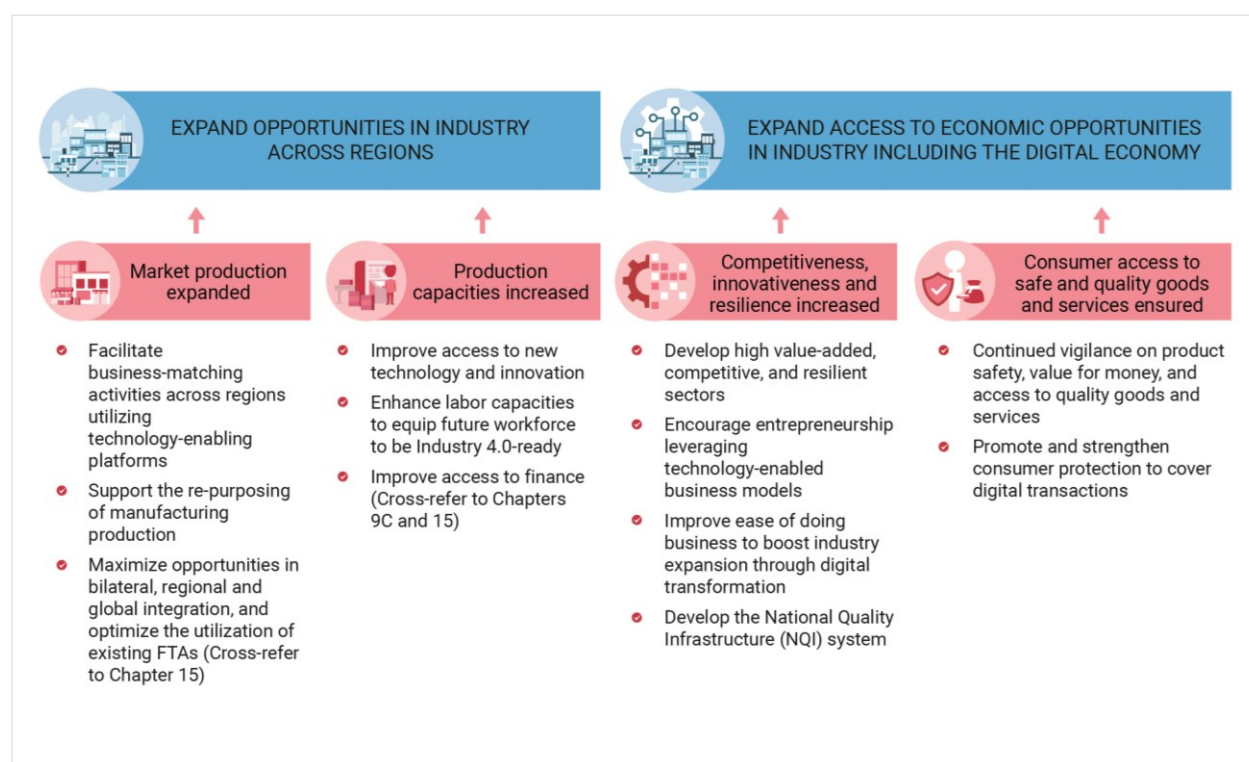 EXPAND OPPORTUNITIES IN INDUSTRY
ACROSS REGIONS
EXPAND ACCESS TO ECONOMIC OPPORTUNITIES
IN INDUSTRY INCLUDING THE DIGITAL ECONOMY
Market production
expanded
Facilitate
business-matching
activities across regions
utilizing
technology-enabling
platforms
Support the re-purposing
of manufacturing
production
Maximize opportunities in
bilateral, regional and
global integration, and
optimize the utilization of
existing FTAs (Cross-refer
to Chapter 15)
Production
capacities increased
Improve access to new
technology and innovation
Enhance labor capacities
to equip future workforce
to be Industry 4.0-ready
Improve access to finance
(Cross-refer to Chapters
9C and 15)
Competitiveness,
innovativeness and
resilience increased
Develop high value-added,
competitive, and resilient
sectors
Encourage entrepreneurship
leveraging
technology-enabled
business models
Improve ease of doing
business to boost industry
expansion through digital
transformation
Develop the National Quality
Infrastructure (NQI) system
Consumer access to
safe and quality goods
and services ensured
Continued vigilance on product
safety, value for money, and
access to quality goods and
services
Promote and strengthen
consumer protection to cover
digital transactions